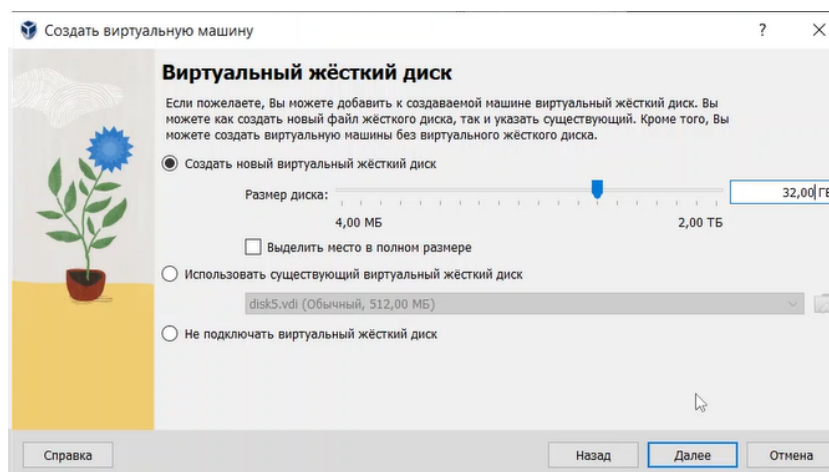 Создать виртуальную машину
?
Виртуальный жёсткий диск
Если пожелаете, Вы можете добавить к создаваемой машине виртуальный жёсткий диск. Вы
можете как создать новый файл жёсткого диска, так и указать существующий. Кроме того, Вы
можете создать виртуальную машины без виртуального жёсткого диска.
Создать новый виртуальный жёсткий диск
Размер диска: 32,00 ГБ
4,00 МБ 2,00 ТБ
Выделить место в полном размере
Использовать существующий виртуальный жёсткий диск
disk5.vdi (Обычный, 512,00 МБ)
Не подключать виртуальный жёсткий диск
Справка Назад Далее Отмена